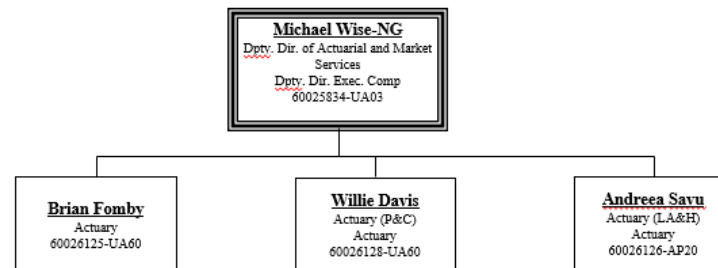 Michael Wise-NG
Dpty. Dir. of Actuarial and Market
Services
Dpty. Dir. Exec. Comp
60025834-UA03
Brian Fomby
Actuary
60026125-UA60
Willie Davis
Actuary (P&C)
Actuary
60026128-UA60
Andreea Savu
Actuary (LA&H)
Actuary
60026126-AP20